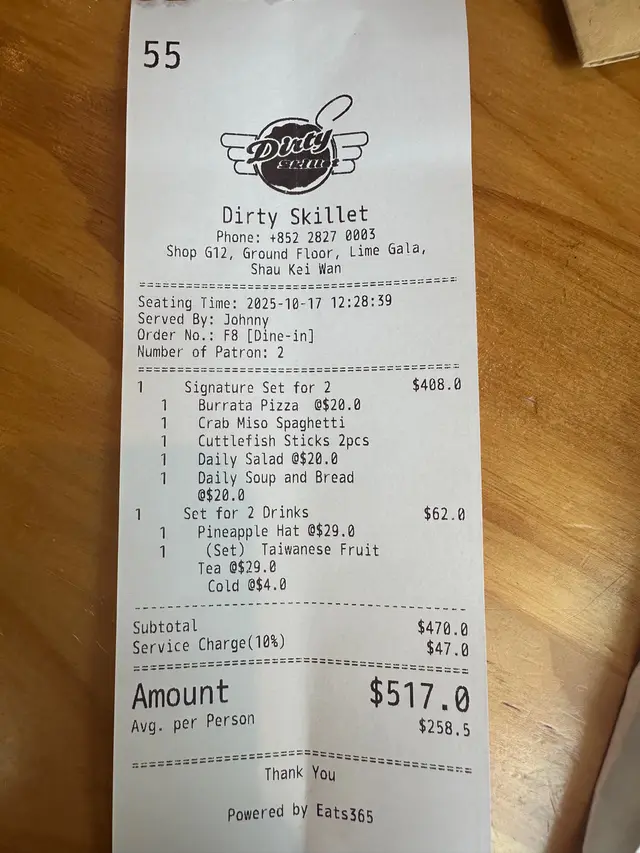 55
Dirty
SKILLET
Dirty Skillet
Phone: +852 2827 0003
Shop G12, Ground Floor, Lime Gala,
Shau Kei Wan
Seating Time: 2025-10-17 12:28:39
Served By: Johnny
Order No.: F8 [Dine-in]
Number of Patron: 2
1 Signature Set for 2 $408.0
1 Burrata Pizza @$20.0
1 Crab Miso Spaghetti
1 Cuttlefish Sticks 2pcs
1 Daily Salad @$20.0
1 Daily Soup and Bread
@$20.0
1 Set for 2 Drinks $62.0
1 Pineapple Hat @$29.0
1 (Set) Taiwanese Fruit
Tea @$29.0
Cold @$4.0
Subtotal $470.0
Service Charge(10%) $47.0
Amount $517.0
Avg. per Person $258.5
Thank You
Powered by Eats365